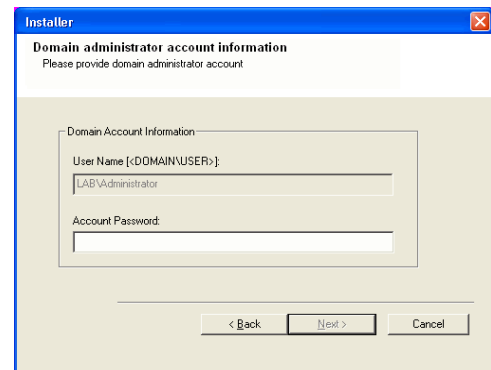 Installer
Domain administrator account information
Please provide domain administrator account
Domain Account Information
User Name [<DOMAIN\USER>]:
LAB\Administrator
Account Password:
< Back
Next >
Cancel